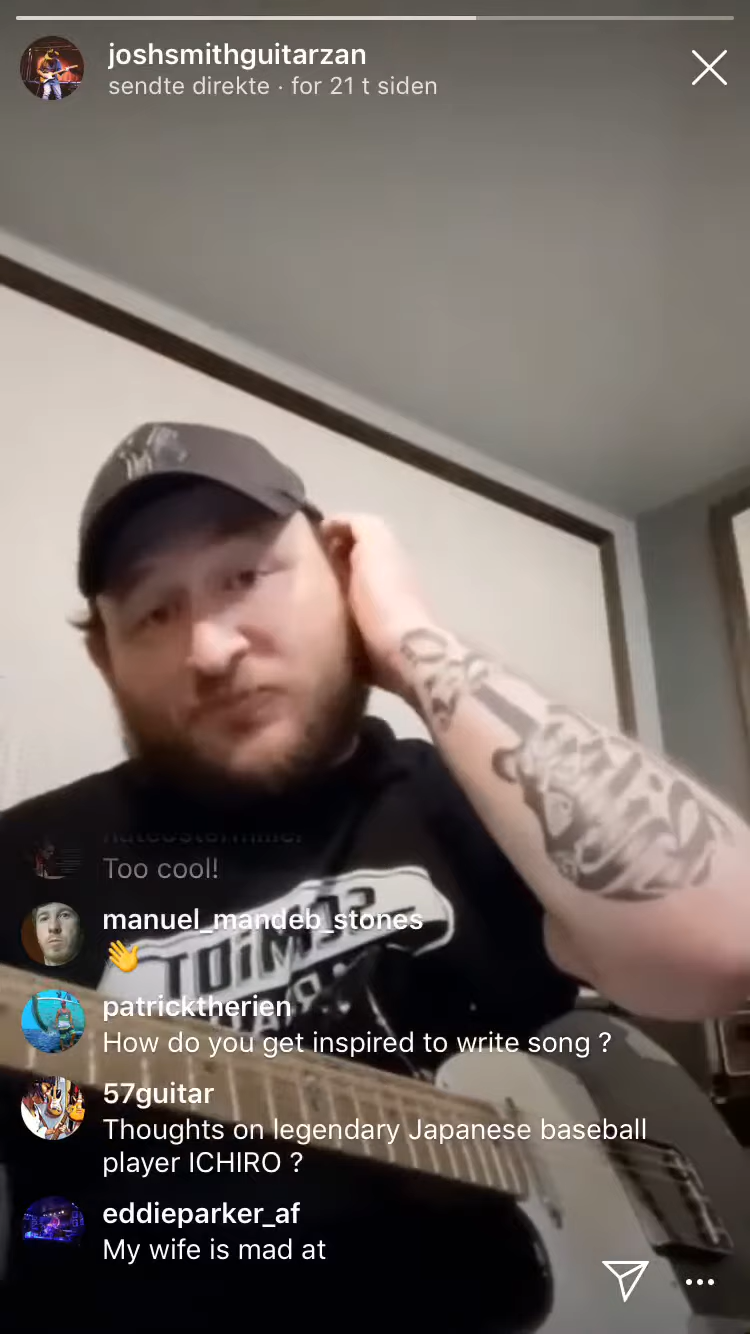 joshsmithguitarzan
sendte direkte · for 21 t siden
Too cool!
manuel_mandeb_stones
👋
patricktherien
How do you get inspired to write song ?
57guitar
Thoughts on legendary Japanese baseball
player ICHIRO ?
eddieparker_af
My wife is mad at